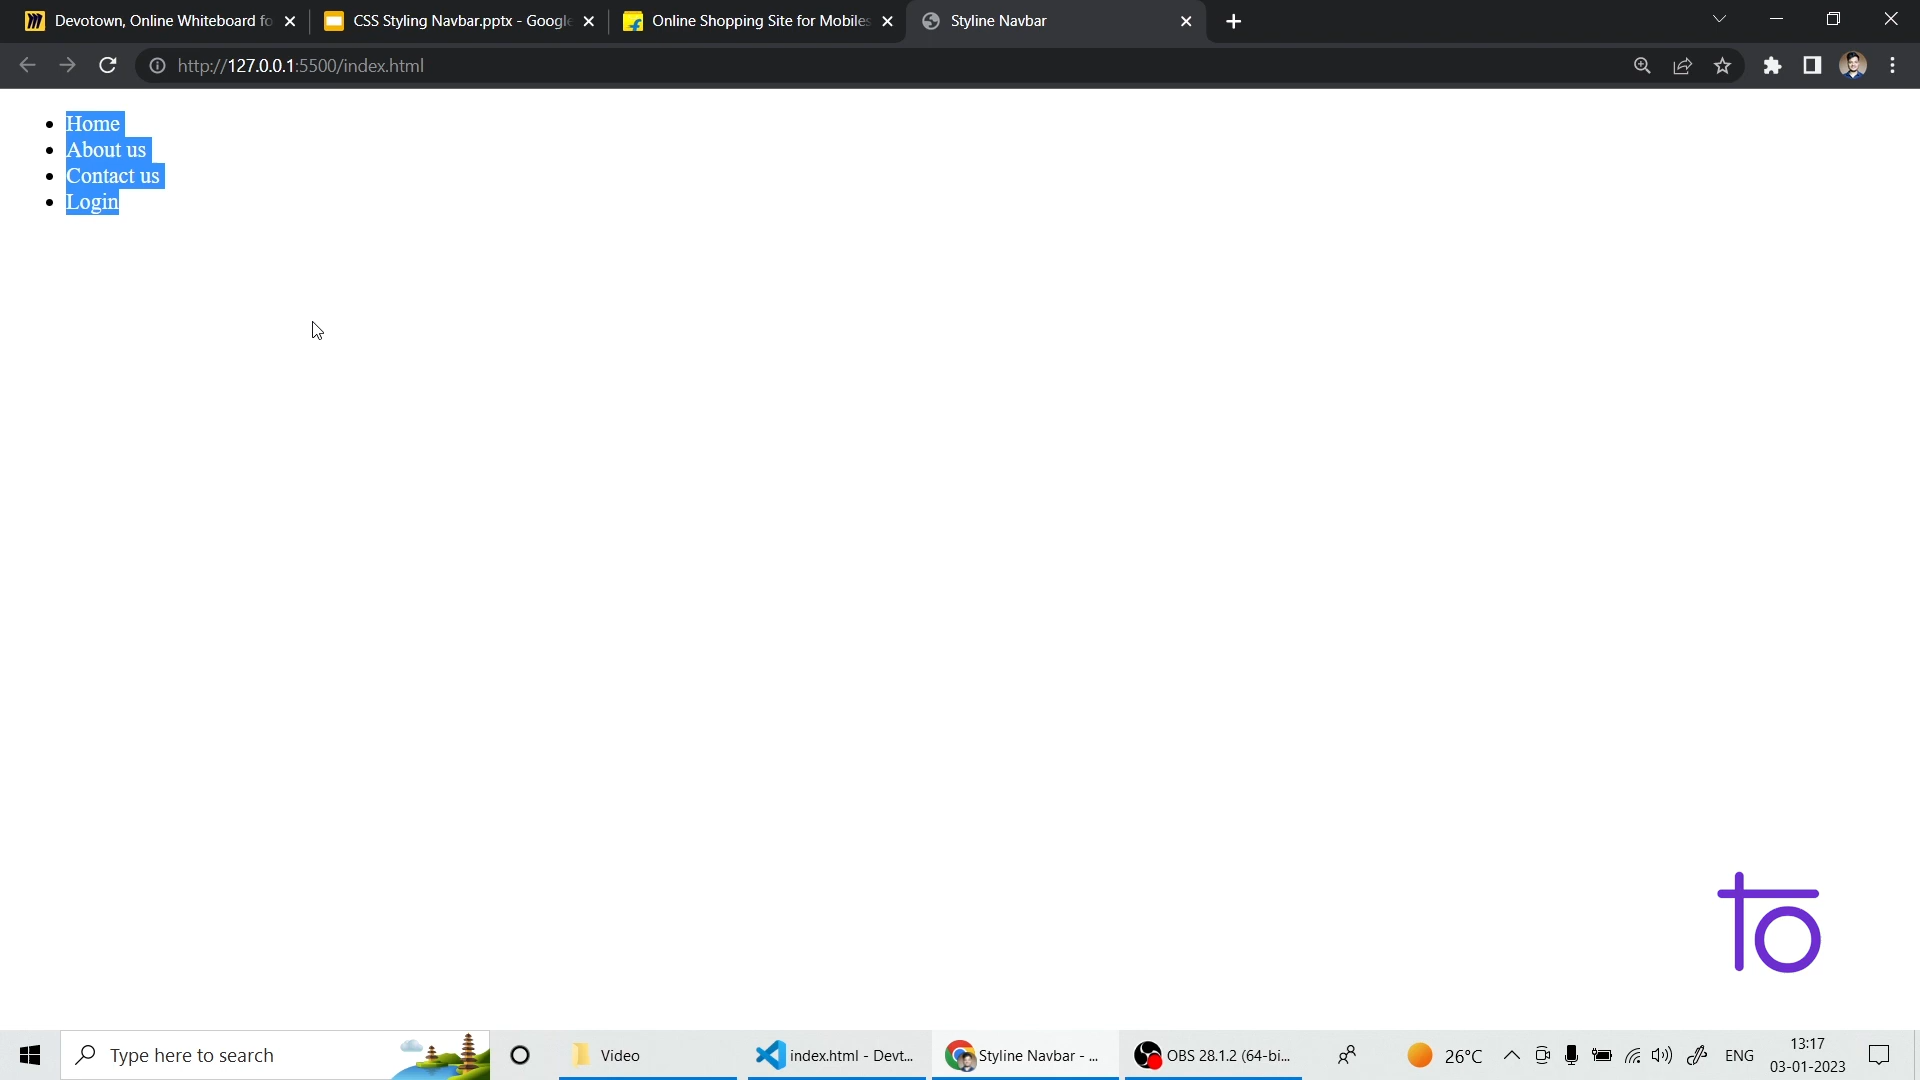 Devotown, Online Whiteboard fo
CSS Styling Navbar.pptx - Google
Online Shopping Site for Mobiles
Styline Navbar
http://127.0.0.1:5500/index.html
Home
About us
Contact us
Login
to
Type here to search
Video
index.html - Devt...
Styline Navbar - ...
OBS 28.1.2 (64-bi...
26°C
ENG
13:17
03-01-2023